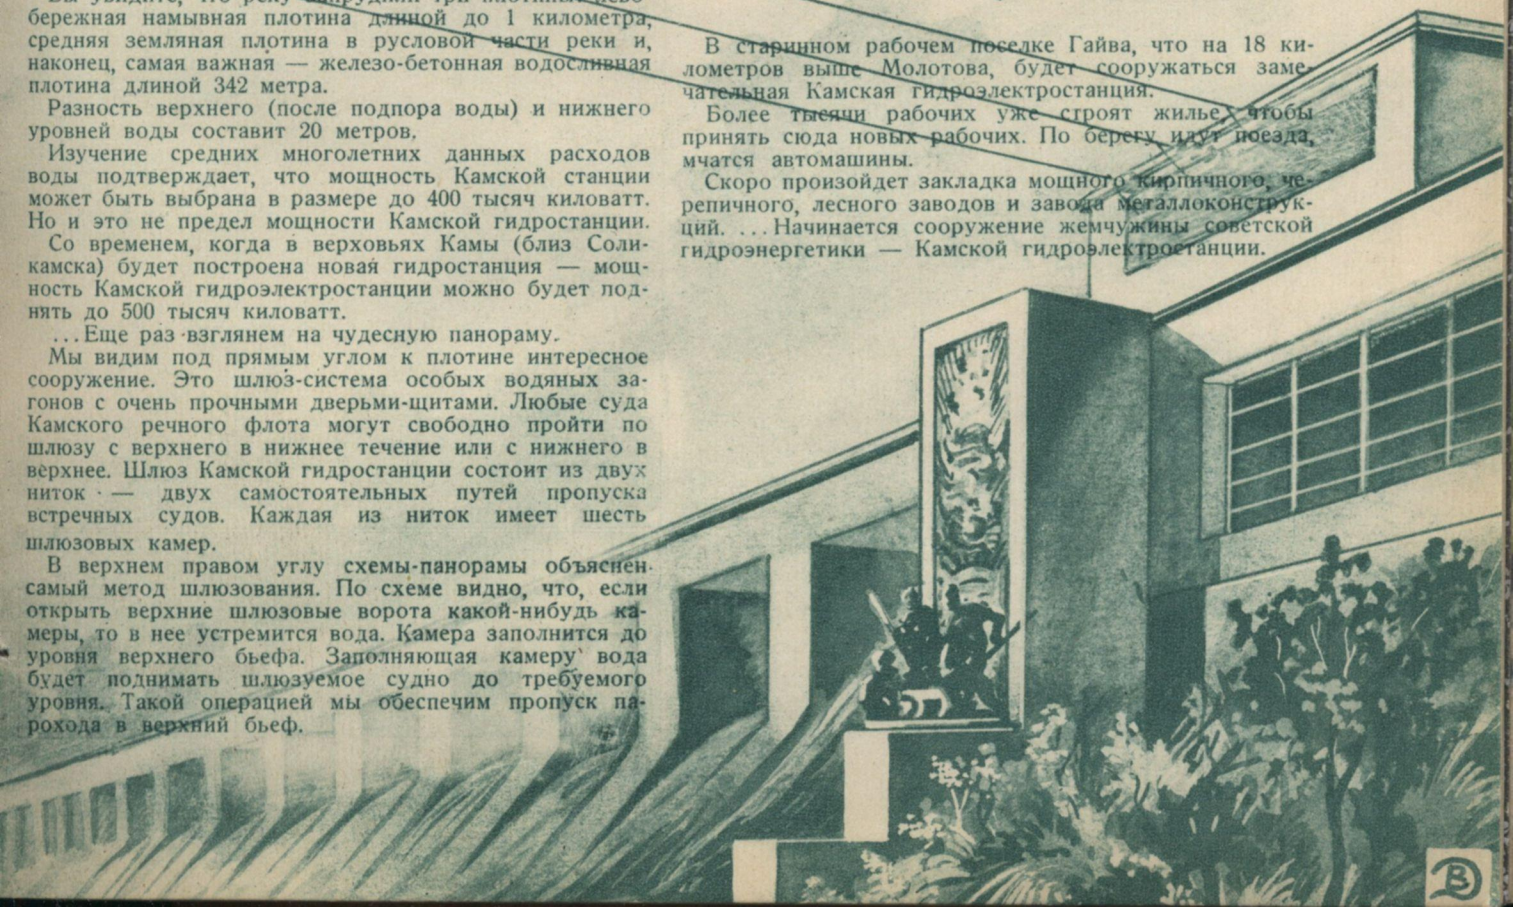 бережная намывная плотина длиной до 1 километра,
средняя земляная плотина в русловой части реки и,
наконец, самая важная — железо-бетонная водосливная
плотина длиной 342 метра.
Разность верхнего (после подпора воды) и нижнего
уровней воды составит 20 метров.
Изучение средних многолетних данных расходов
воды подтверждает, что мощность Камской станции
может быть выбрана в размере до 400 тысяч киловатт.
Но и это не предел мощности Камской гидростанции.
Со временем, когда в верховьях Камы (близ Соли-
камска) будет построена новая гидростанция — мощ-
ность Камской гидроэлектростанции можно будет под-
нять до 500 тысяч киловатт.
...Еще раз взглянем на чудесную панораму.
Мы видим под прямым углом к плотине интересное
сооружение. Это шлюз-система особых водяных за-
гонов с очень прочными дверьми-щитами. Любые суда
Камского речного флота могут свободно пройти по
шлюзу с верхнего в нижнее течение или с нижнего в
верхнее. Шлюз Камской гидростанции состоит из двух
ниток — двух самостоятельных путей пропуска
встречных судов. Каждая из ниток имеет шесть
шлюзовых камер.
В верхнем правом углу схемы-панорамы объяснен
самый метод шлюзования. По схеме видно, что, если
открыть верхние шлюзовые ворота какой-нибудь ка-
меры, то в нее устремится вода. Камера заполнится до
уровня верхнего бьефа. Заполняющая камеру вода
будет поднимать шлюзуемое судно до требуемого
уровня. Такой операцией мы обеспечим пропуск па-
рохода в верхний бьеф.
В старинном рабочем поселке Гайва, что на 18 ки-
лометров выше Молотова, будет сооружаться заме-
чательная Камская гидроэлектростанция.
Более тысячи рабочих уже строят жилье, чтобы
принять сюда новых рабочих. По берегу идут поезда,
мчатся автомашины.
Скоро произойдет закладка мощного кирпичного, че-
репичного, лесного заводов и завода металлоконструк-
ций. ...Начинается сооружение жемчужины советской
гидроэнергетики — Камской гидроэлектростанции.